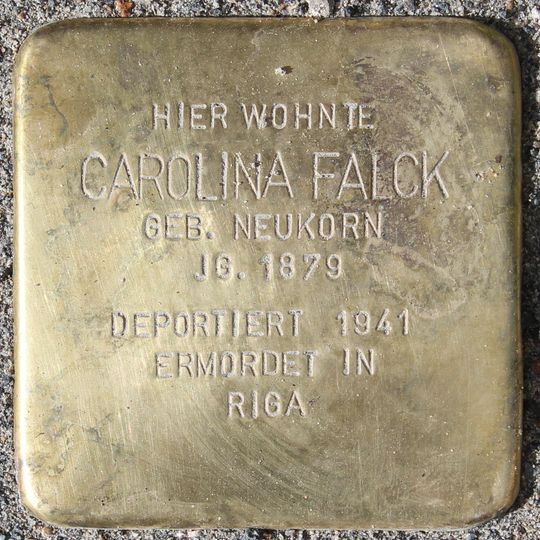 HIER WOHNTE
CAROLINA FALCK
GEB. NEUKORN
JG. 1879
DEPORTIERT 1941
ERMORDET IN
RIGA